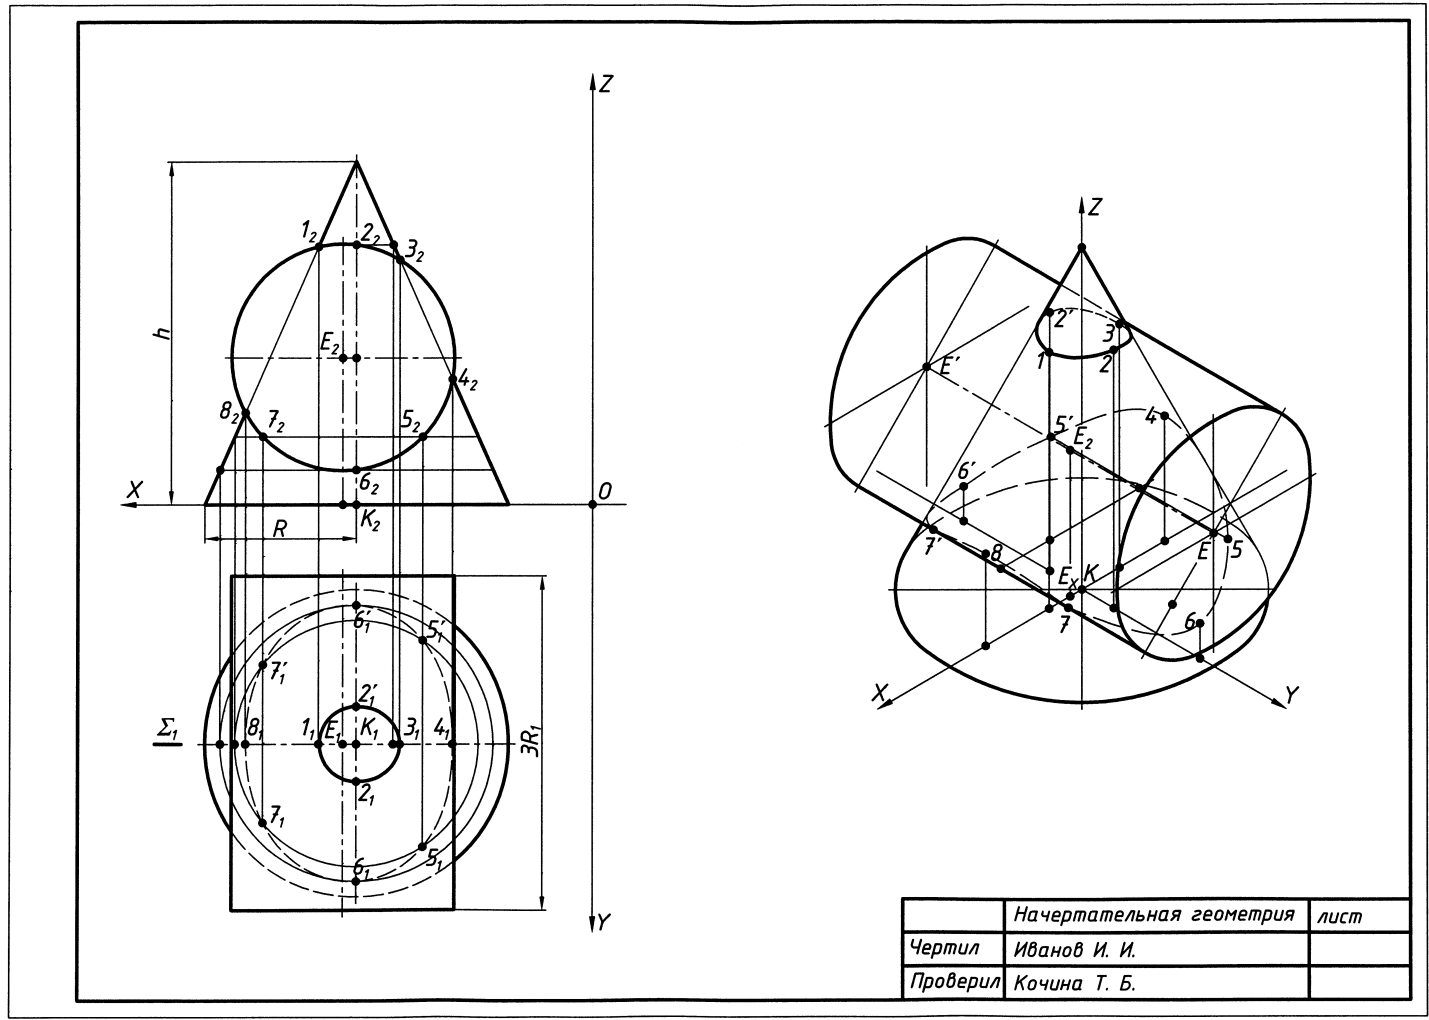 Z
1₂
2₂
3₂
h
E₂
4₂
8₂
7₂
5₂
6₂
X
O
R
K₂
6′₁
5′₁
7′₁
2′₁
Σ₁
8₁
1₁
E₁
K₁
3₁
4₁
3R₁
2₁
7₁
5₁
6₁
Y
Z
2′
3
1
2
E′
4
5′
E₂
6′
7′
8
E
5
Eₓ
K
7
6
X
Y
Начертательная геометрия лист
Чертил Иванов И. И.
Проверил Кочина Т. Б.